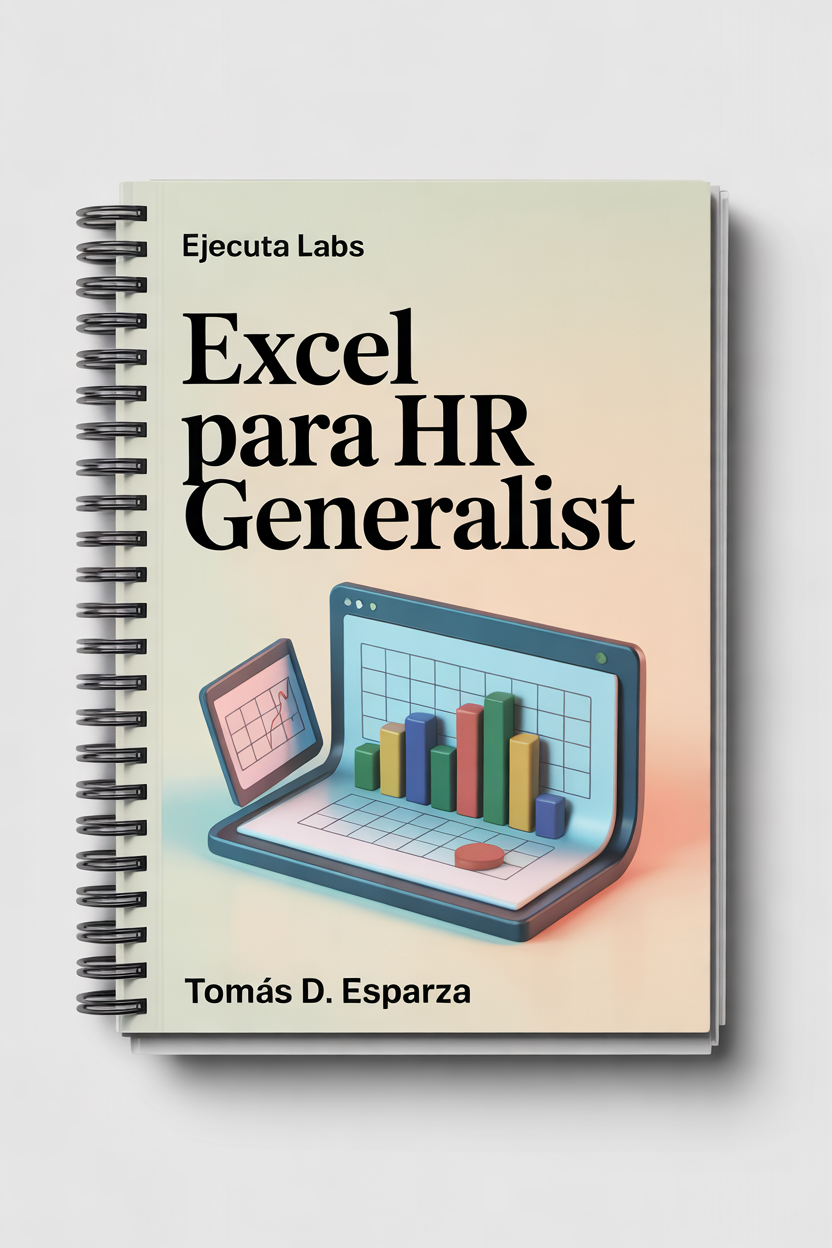 Ejecuta Labs
Excel
para HR
Generalist
Tomás D. Esparza